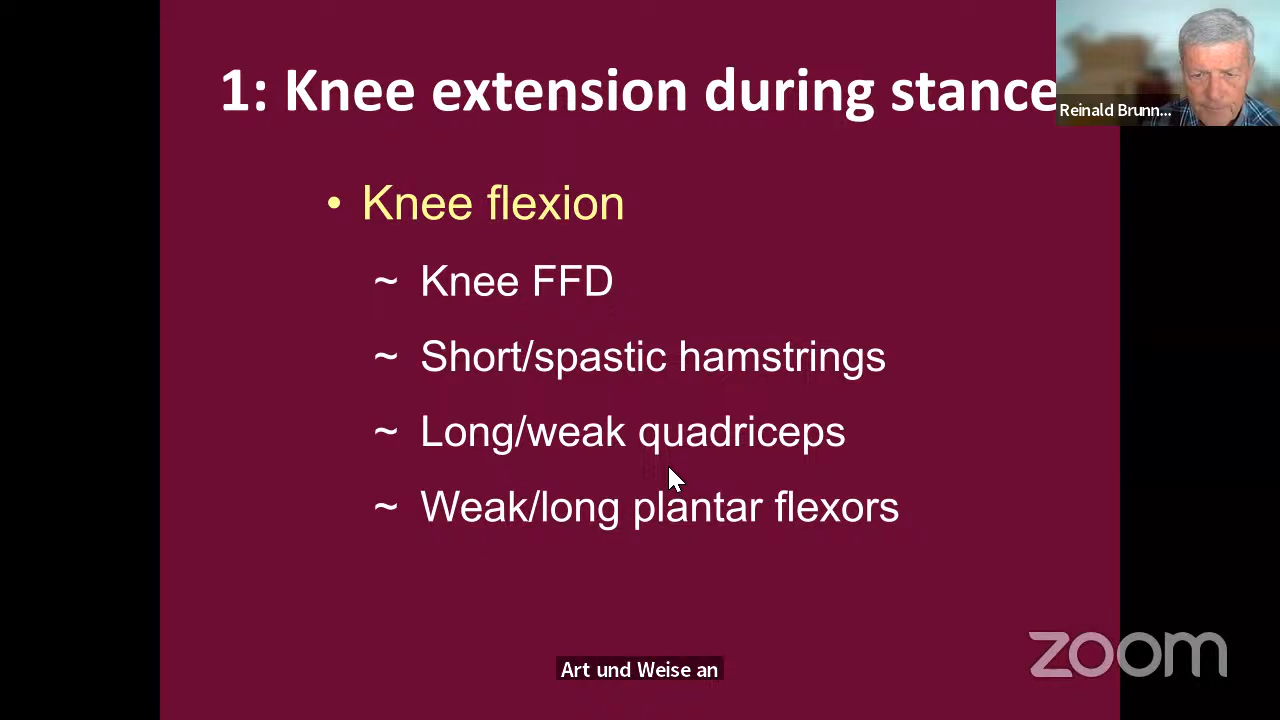 1: Knee extension during stance
Reinald Brunn...
• Knee flexion
~ Knee FFD
~ Short/spastic hamstrings
~ Long/weak quadriceps
~ Weak/long plantar flexors
zoom
Art und Weise an